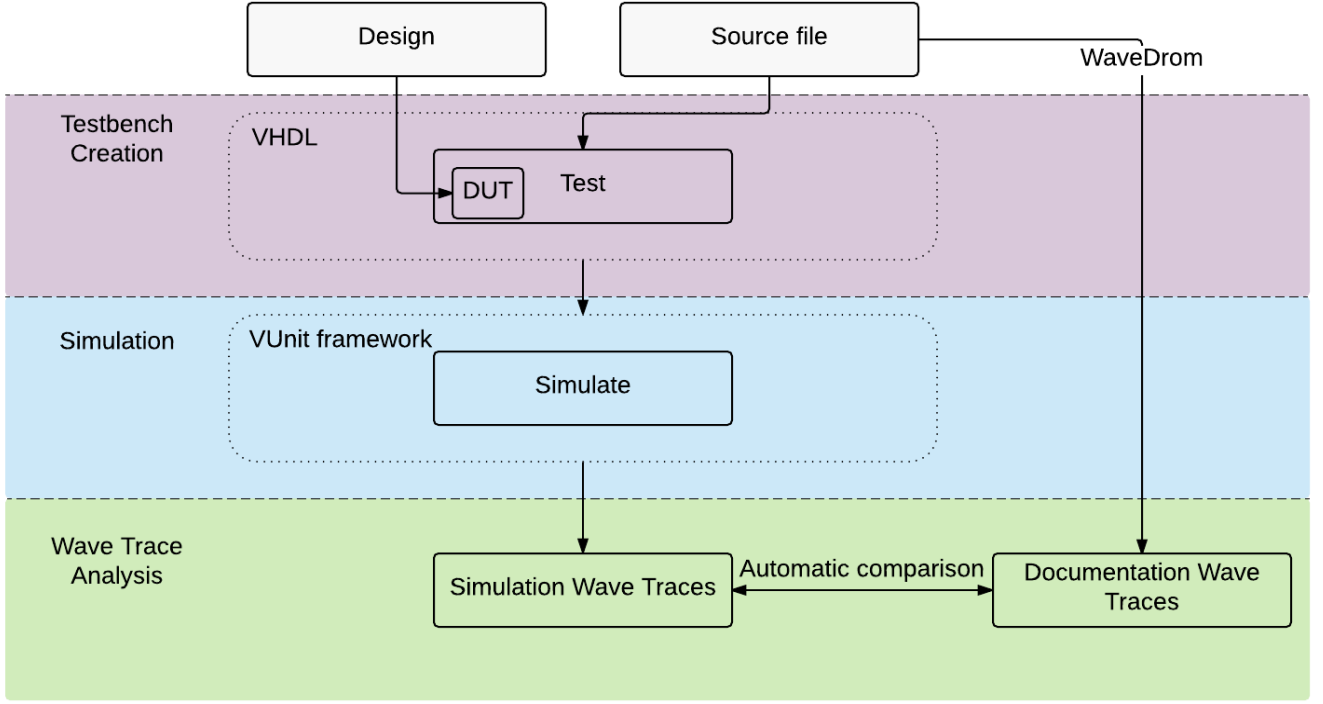 Design
Source file
WaveDrom
Testbench
Creation
VHDL
DUT
Test
Simulation
VUnit framework
Simulate
Wave Trace
Analysis
Simulation Wave Traces
Automatic comparison
Documentation Wave
Traces